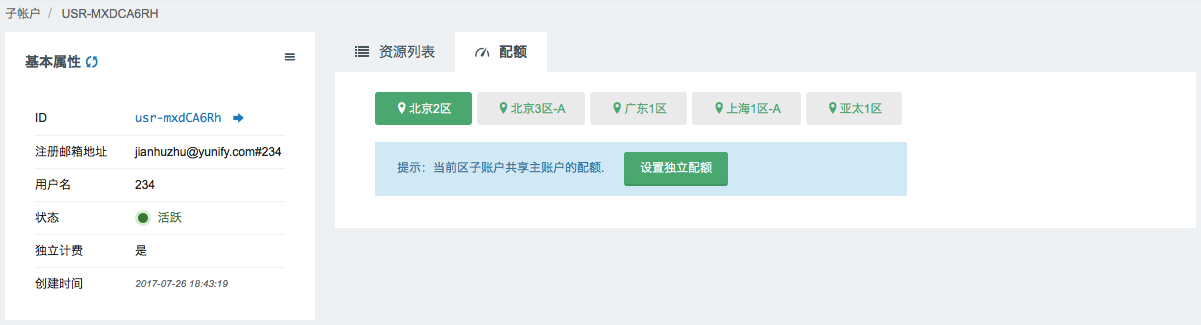 子帐户 / USR-MXDCA6RH
基本属性
ID usr-mxdCA6Rh
注册邮箱地址 jianhuzhu@yunify.com#234
用户名 234
状态 活跃
独立计费 是
创建时间 2017-07-26 18:43:19
资源列表 配额
北京2区 北京3区-A 广东1区 上海1区-A 亚太1区
提示：当前区子账户共享主账户的配额. 设置独立配额